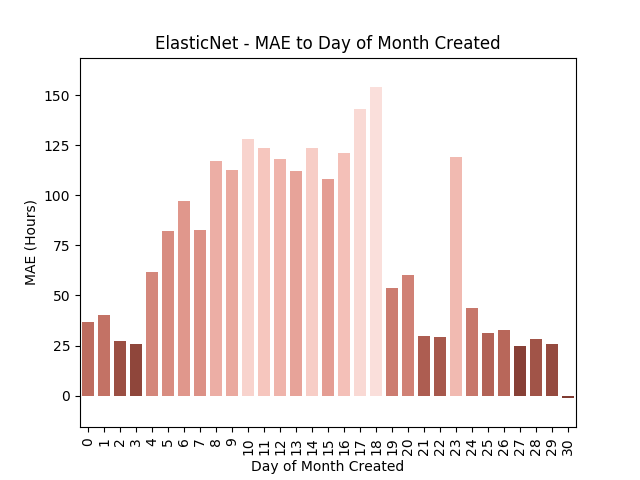 ElasticNet - MAE to Day of Month Created
MAE (Hours)
150
125
100
75
50
25
0
0 1 2 3 4 5 6 7 8 9 10 11 12 13 14 15 16 17 18 19 20 21 22 23 24 25 26 27 28 29 30
Day of Month Created